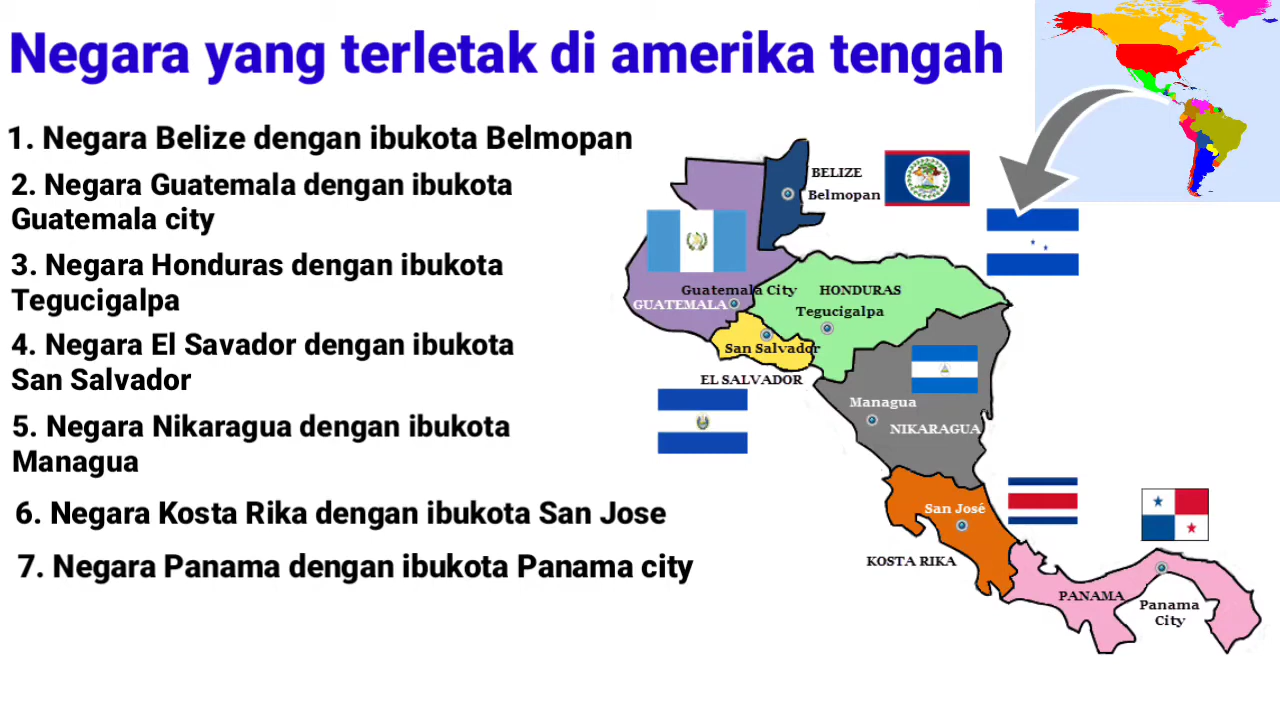 Negara yang terletak di amerika tengah
1. Negara Belize dengan ibukota Belmopan
2. Negara Guatemala dengan ibukota
Guatemala city
3. Negara Honduras dengan ibukota
Tegucigalpa
4. Negara El Savador dengan ibukota
San Salvador
5. Negara Nikaragua dengan ibukota
Managua
6. Negara Kosta Rika dengan ibukota San Jose
7. Negara Panama dengan ibukota Panama city
BELIZE
Belmopan
Guatemala City
GUATEMALA
HONDURAS
Tegucigalpa
San Salvador
EL SALVADOR
Managua
NIKARAGUA
San José
KOSTA RIKA
PANAMA
Panama
City